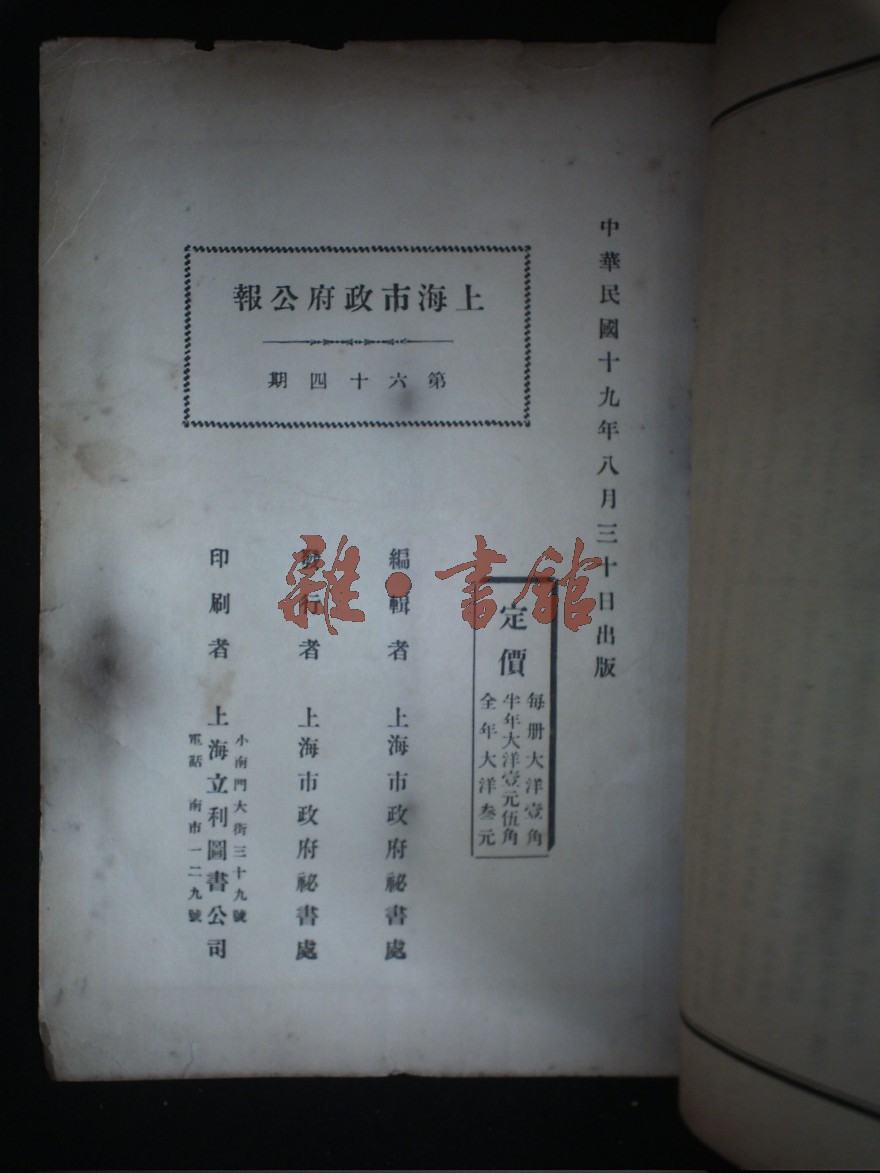 中華民國十九年八月三十日出版
上海市政府公報
第六十四期
定價
每册大洋壹角
半年大洋壹元伍角
全年大洋叁元
編輯者 上海市政府祕書處
發行者 上海市政府祕書處
印刷者 上海立利圖書公司
小南門大街三十九號
電話 南市一二九號
雜·書館